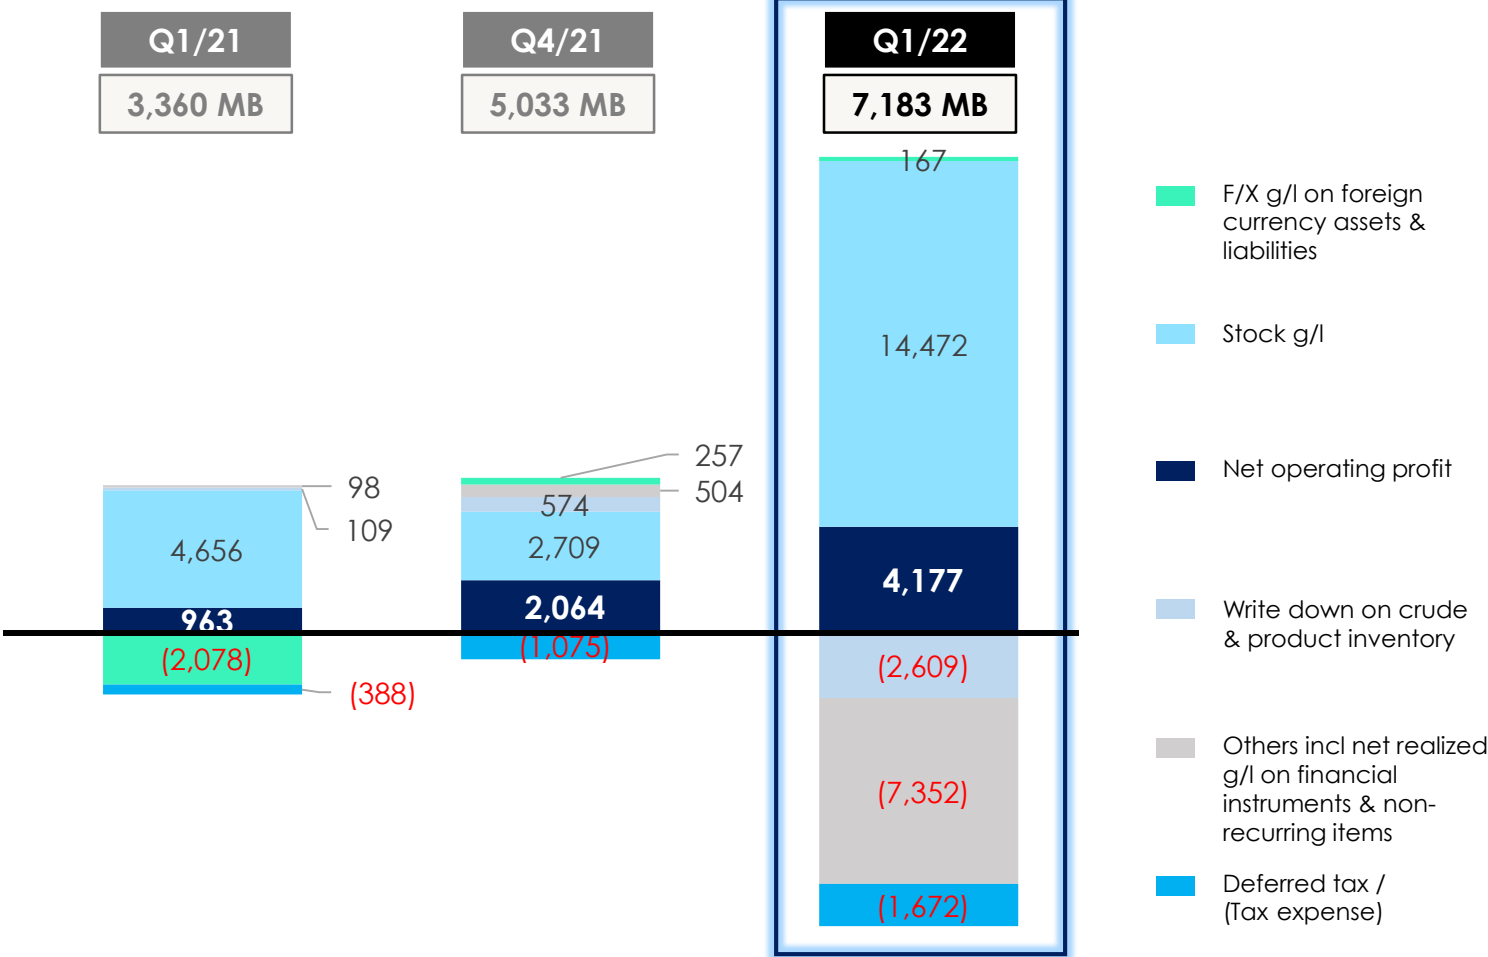 Q1/21
3,360 MB
Q4/21
5,033 MB
Q1/22
7,183 MB
98
109
4,656
963
(2,078)
(388)
257
504
574
2,709
2,064
(1,075)
167
14,472
4,177
(2,609)
(7,352)
(1,672)
F/X g/l on foreign
currency assets &
liabilities
Stock g/l
Net operating profit
Write down on crude
& product inventory
Others incl net realized
g/l on financial
instruments & non-
recurring items
Deferred tax /
(Tax expense)